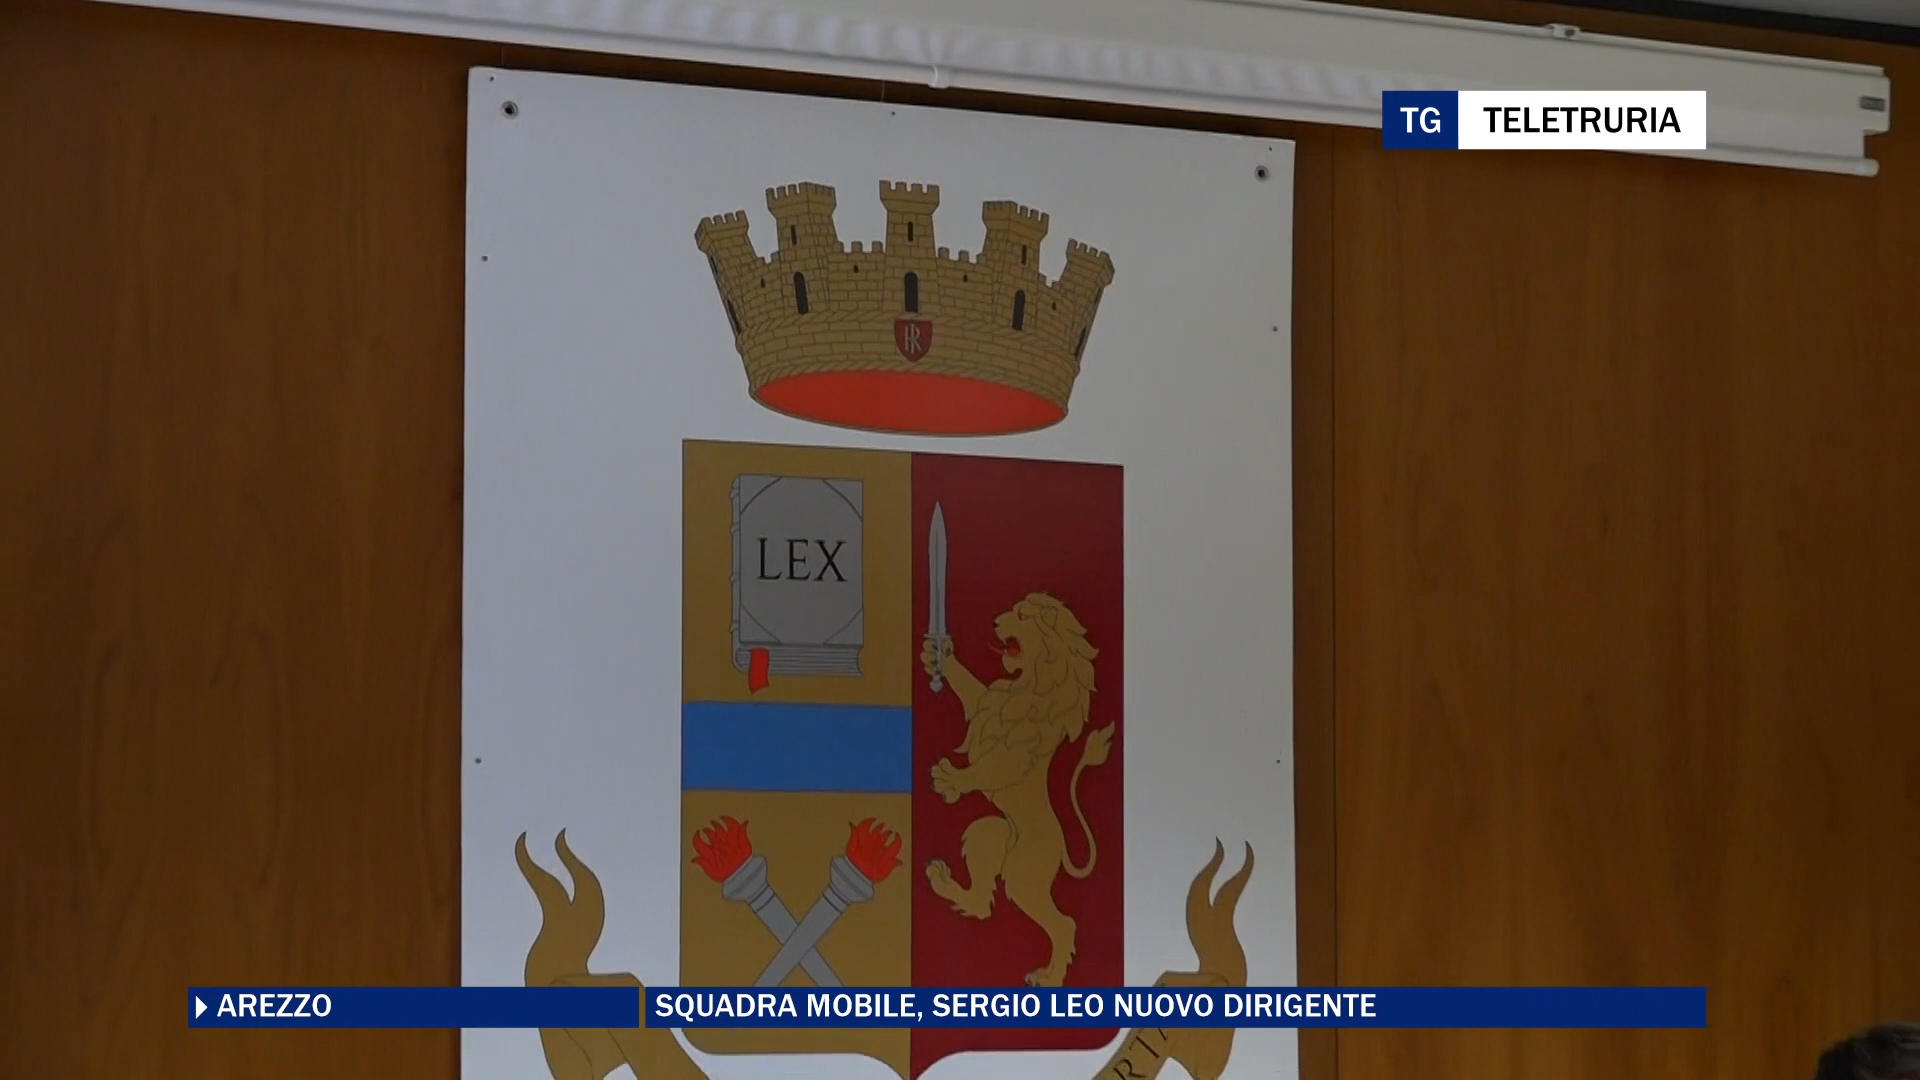 TG TELETRURIA
R
LEX
AREZZO
SQUADRA MOBILE, SERGIO LEO NUOVO DIRIGENTE